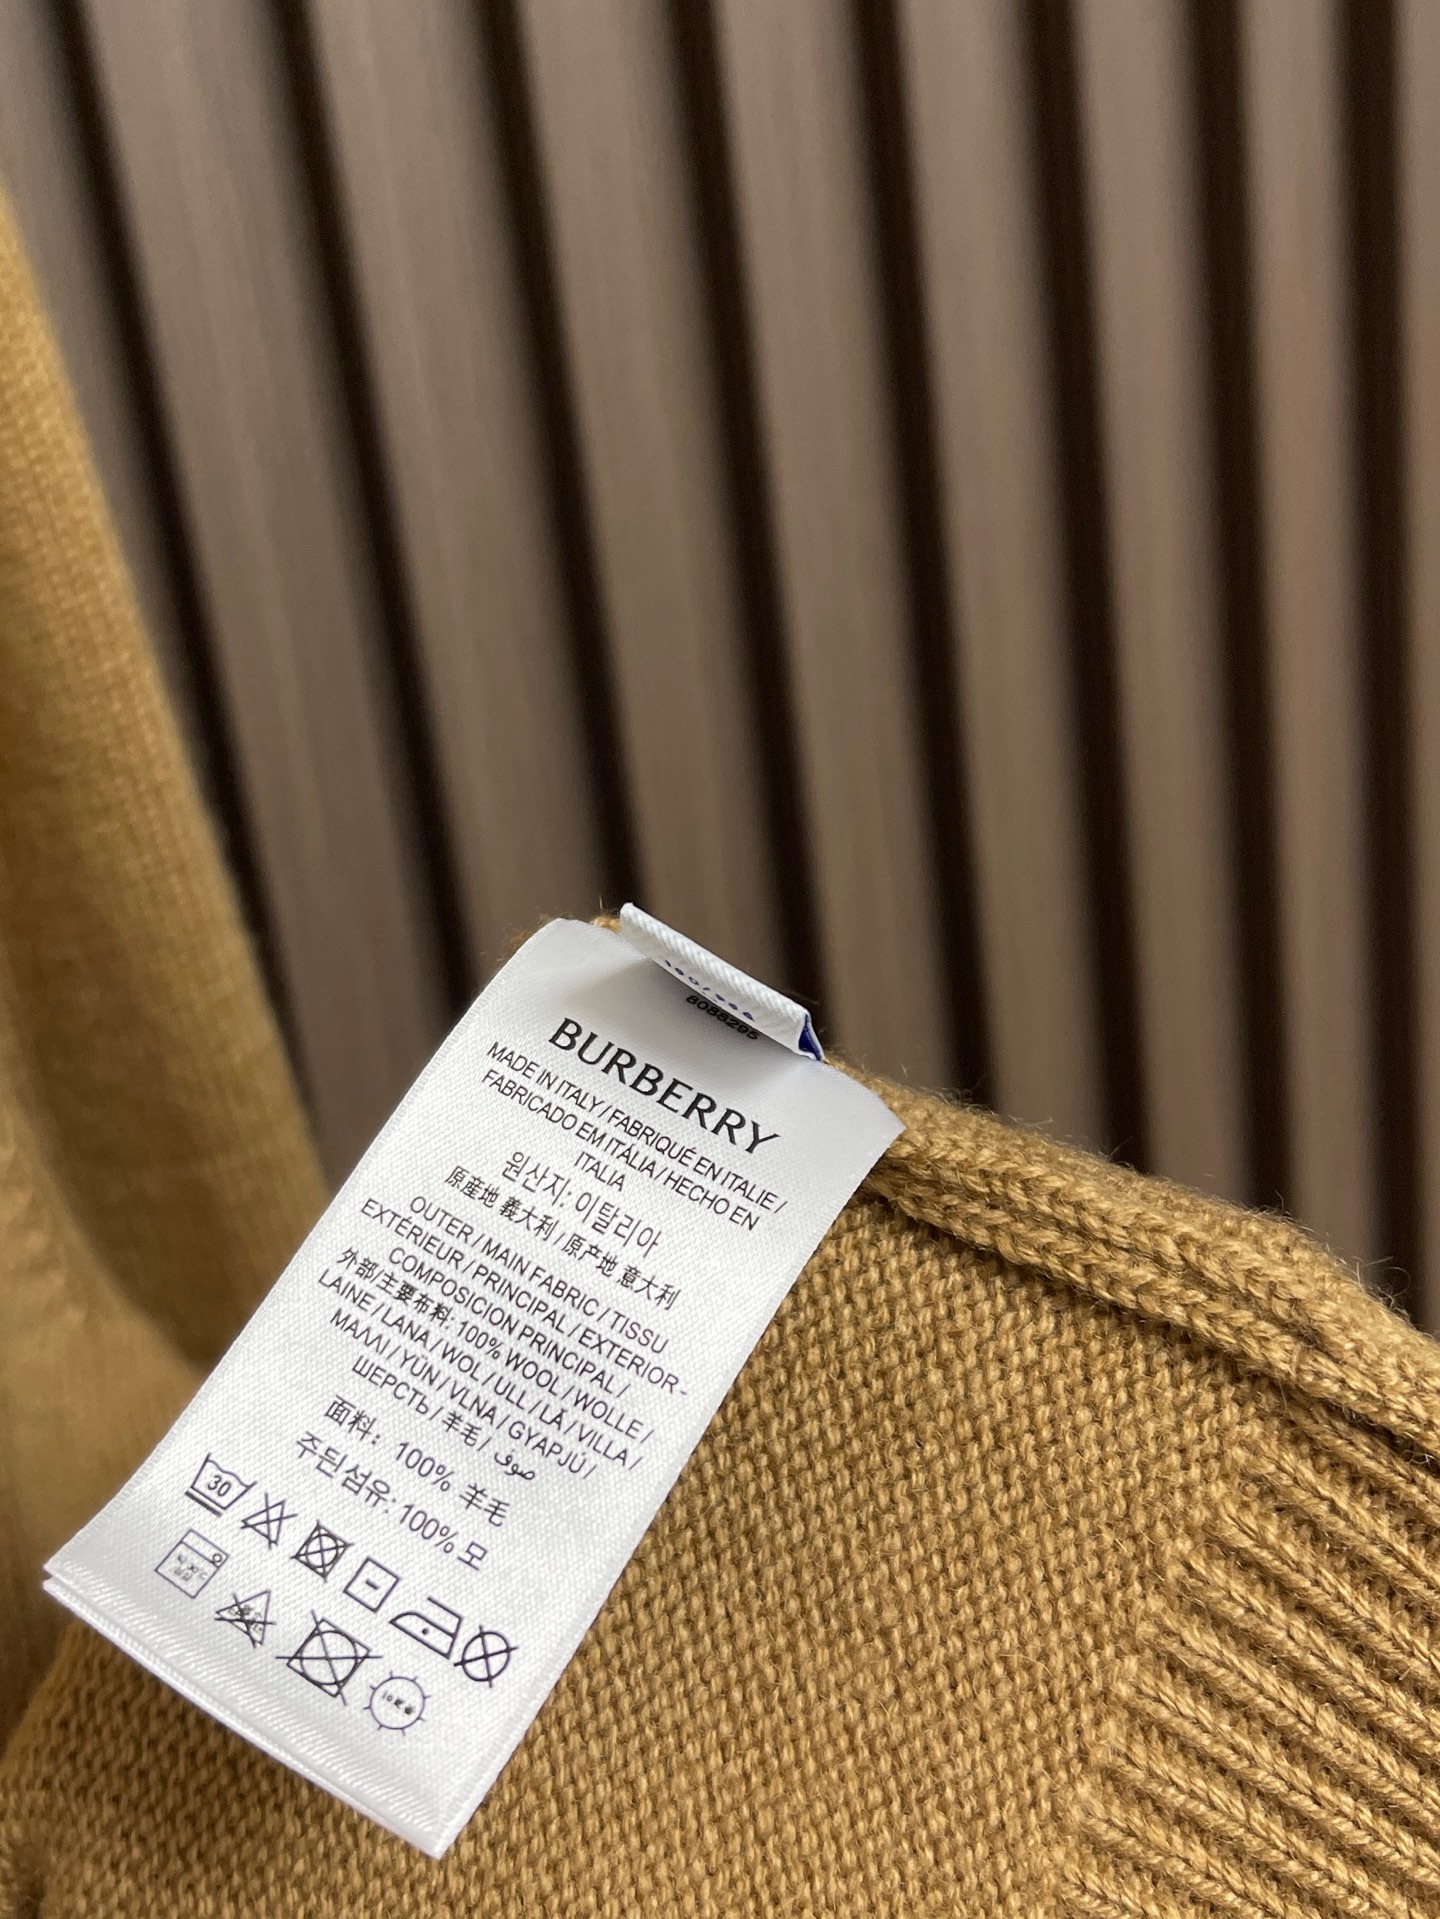 8088295
BURBERRY
MADE IN ITALY / FABRIQUÉ EN ITALIE /
FABRICADO EM ITÁLIA / HECHO EN
ITALIA
원산지: 이탈리아
原產地 義大利 / 原产地 意大利
OUTER / MAIN FABRIC / TISSU
EXTÉRIEUR / PRINCIPAL / EXTERIOR -
COMPOSICION PRINCIPAL /
外部/主要布料: 100% WOOL / WOLLE /
LAINE / LANA / WOL / ULL / LÃ / VILLA /
ΜΑΛΛΙ / YÜN / VLNA / GYAPJÚ /
ШЕРСТЬ / 羊毛 / صوف
面料: 100% 羊毛
주된섬유: 100% 모
30